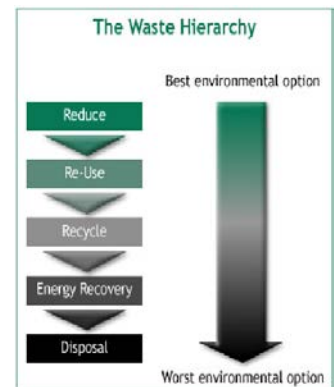 The Waste Hierarchy
Best environmental option
Reduce
Re-Use
Recycle
Energy Recovery
Disposal
Worst environmental option